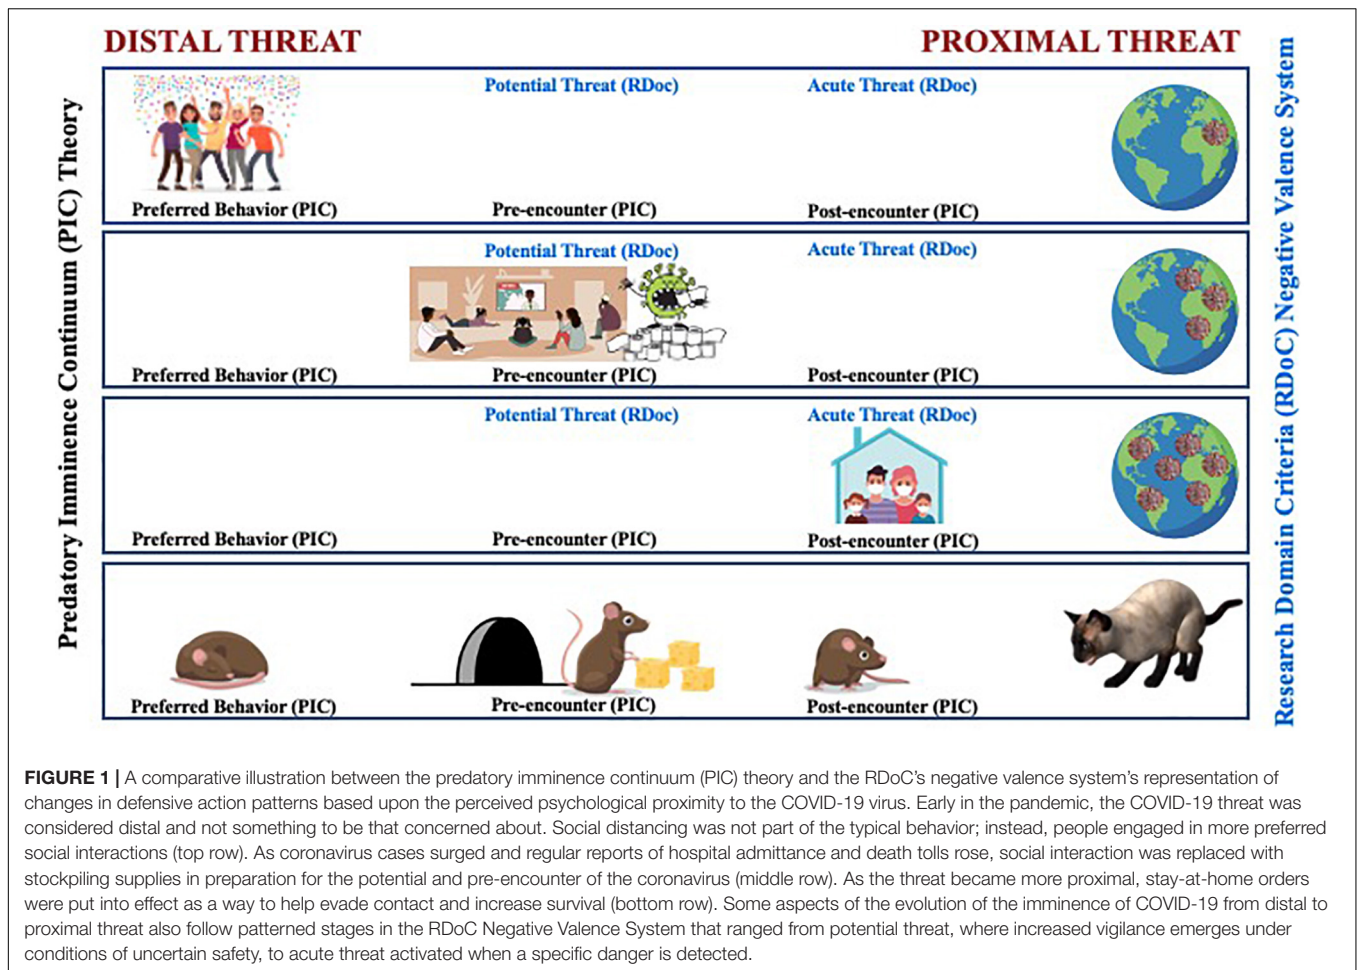 DISTAL THREAT
PROXIMAL THREAT
Predatory Imminence Continuum (PIC) Theory
Research Domain Criteria (RDoC) Negative Valence System
Potential Threat (RDoc)
Acute Threat (RDoc)
Preferred Behavior (PIC)
Pre-encounter (PIC)
Post-encounter (PIC)
Potential Threat (RDoc)
Acute Threat (RDoc)
Preferred Behavior (PIC)
Pre-encounter (PIC)
Post-encounter (PIC)
Potential Threat (RDoc)
Acute Threat (RDoc)
Preferred Behavior (PIC)
Pre-encounter (PIC)
Post-encounter (PIC)
Preferred Behavior (PIC)
Pre-encounter (PIC)
Post-encounter (PIC)
FIGURE 1 | A comparative illustration between the predatory imminence continuum (PIC) theory and the RDoC's negative valence system's representation of
changes in defensive action patterns based upon the perceived psychological proximity to the COVID-19 virus. Early in the pandemic, the COVID-19 threat was
considered distal and not something to be that concerned about. Social distancing was not part of the typical behavior; instead, people engaged in more preferred
social interactions (top row). As coronavirus cases surged and regular reports of hospital admittance and death tolls rose, social interaction was replaced with
stockpiling supplies in preparation for the potential and pre-encounter of the coronavirus (middle row). As the threat became more proximal, stay-at-home orders
were put into effect as a way to help evade contact and increase survival (bottom row). Some aspects of the evolution of the imminence of COVID-19 from distal to
proximal threat also follow patterned stages in the RDoC Negative Valence System that ranged from potential threat, where increased vigilance emerges under
conditions of uncertain safety, to acute threat activated when a specific danger is detected.